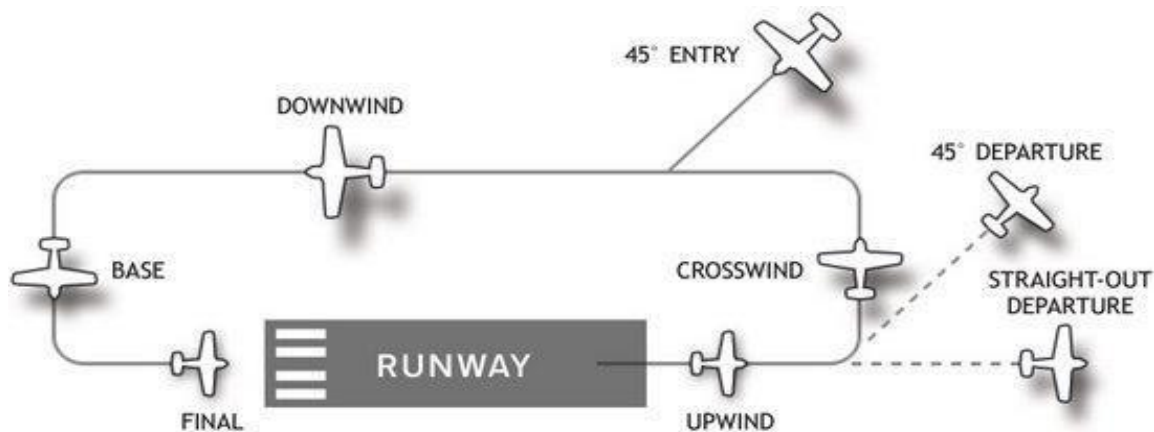 45° ENTRY
DOWNWIND
45° DEPARTURE
BASE
CROSSWIND
STRAIGHT-OUT
DEPARTURE
RUNWAY
FINAL
UPWIND